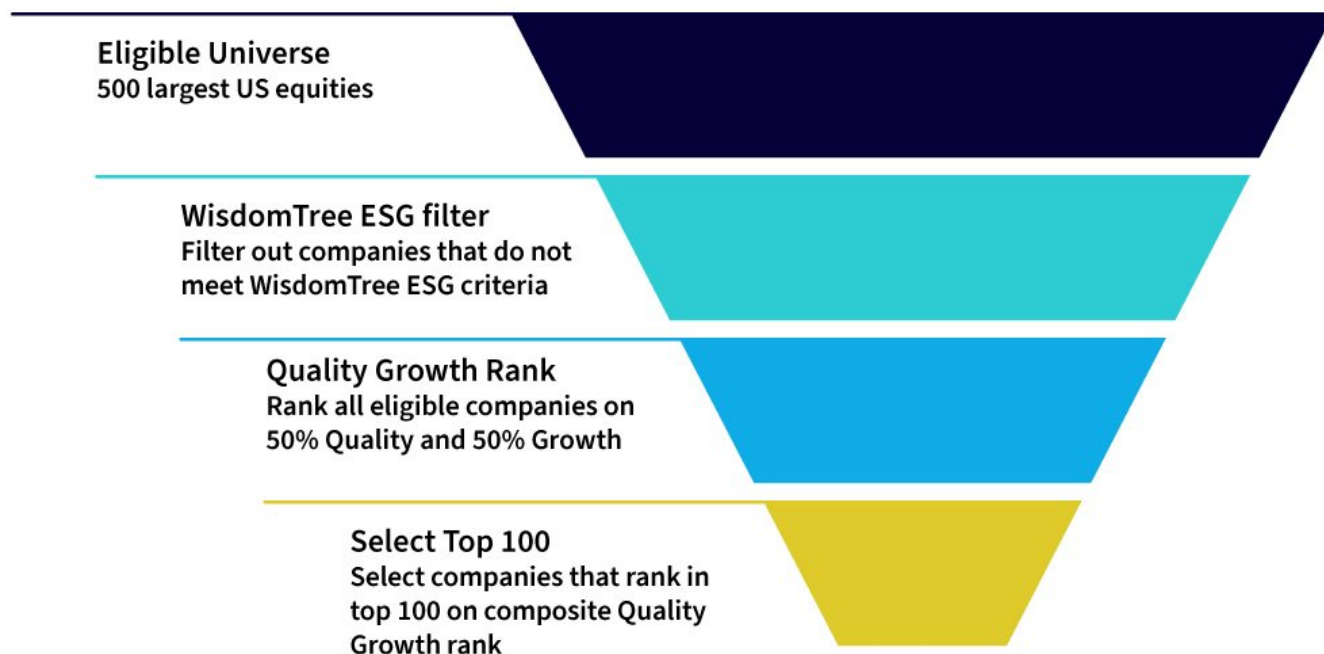 Eligible Universe
500 largest US equities
WisdomTree ESG filter
Filter out companies that do not
meet WisdomTree ESG criteria
Quality Growth Rank
Rank all eligible companies on
50% Quality and 50% Growth
Select Top 100
Select companies that rank in
top 100 on composite Quality
Growth rank